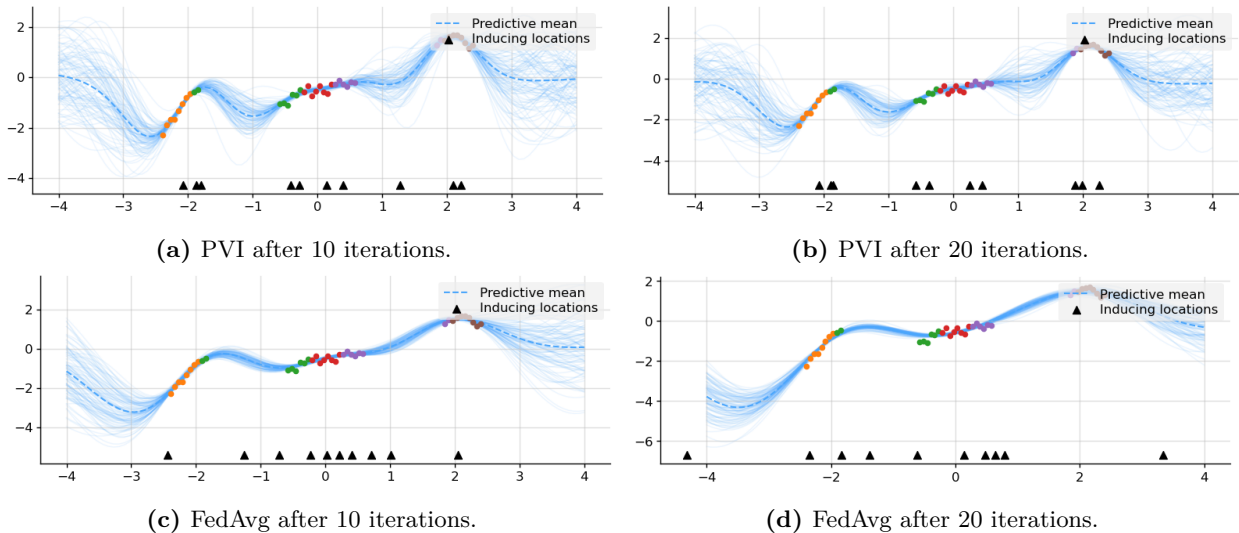 2
0
−2
−4
Predictive mean
Inducing locations
−4 −3 −2 −1 0 1 2 3 4
(a) PVI after 10 iterations.
2
0
−2
−4
Predictive mean
Inducing locations
−4 −3 −2 −1 0 1 2 3 4
(b) PVI after 20 iterations.
2
0
−2
−4
Predictive mean
Inducing locations
−4 −3 −2 −1 0 1 2 3 4
(c) FedAvg after 10 iterations.
2
0
−2
−4
−6
Predictive mean
Inducing locations
−4 −2 0 2 4
(d) FedAvg after 20 iterations.